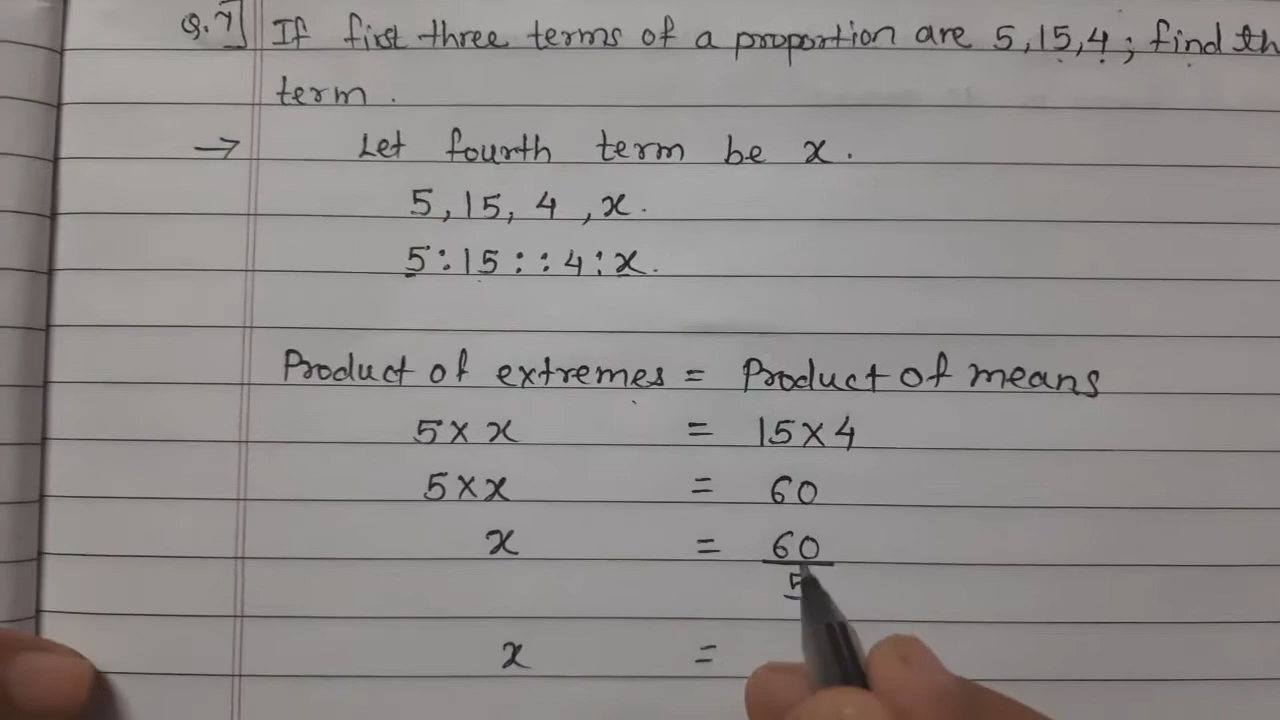 Q.7] If first three terms of a proportion are 5,15,4; find th
term.
→ Let fourth term be x.
5,15, 4 ,x.
5:15::4:x.
Product of extremes = Product of means
5 × x = 15 × 4
5 × x = 60
x = 60
5
x =